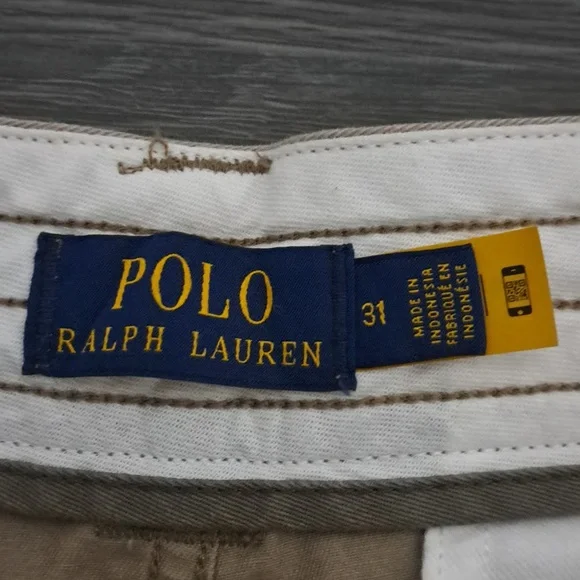 POLO
RALPH LAUREN
31
MADE IN
INDONESIA
FABRIQUÉ EN
INDONÉSIE